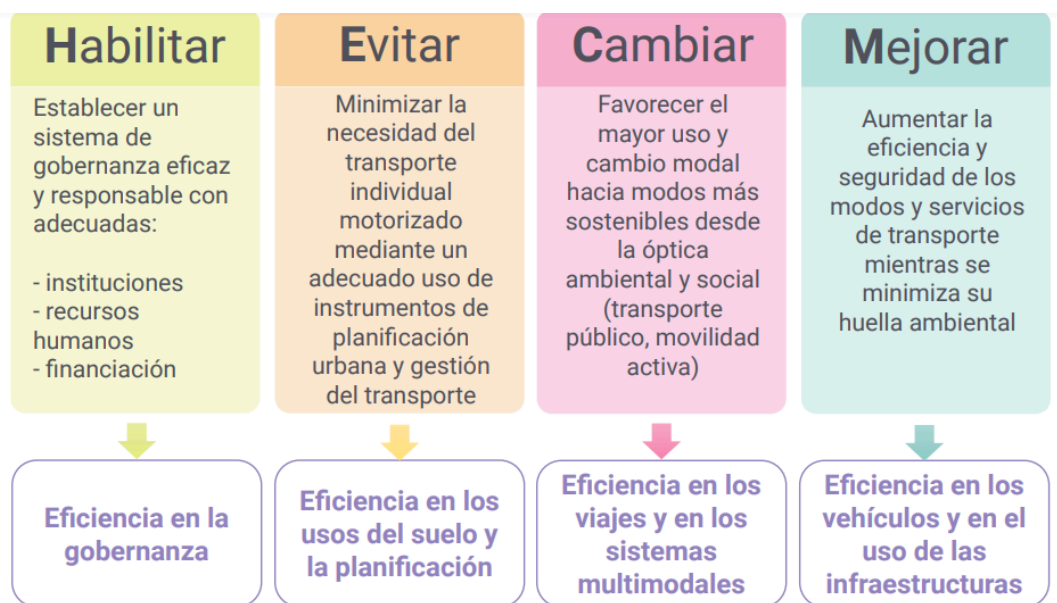 Habilitar
Establecer un
sistema de
gobernanza eficaz
y responsable con
adecuadas:
- instituciones
- recursos
humanos
- financiación
Eficiencia en la
gobernanza
Evitar
Minimizar la
necesidad del
transporte
individual
motorizado
mediante un
adecuado uso de
instrumentos de
planificación
urbana y gestión
del transporte
Eficiencia en los
usos del suelo y
la planificación
Cambiar
Favorecer el
mayor uso y
cambio modal
hacia modos más
sostenibles desde
la óptica
ambiental y social
(transporte
público, movilidad
activa)
Eficiencia en los
viajes y en los
sistemas
multimodales
Mejorar
Aumentar la
eficiencia y
seguridad de los
modos y servicios
de transporte
mientras se
minimiza su
huella ambiental
Eficiencia en los
vehículos y en el
uso de las
infraestructuras